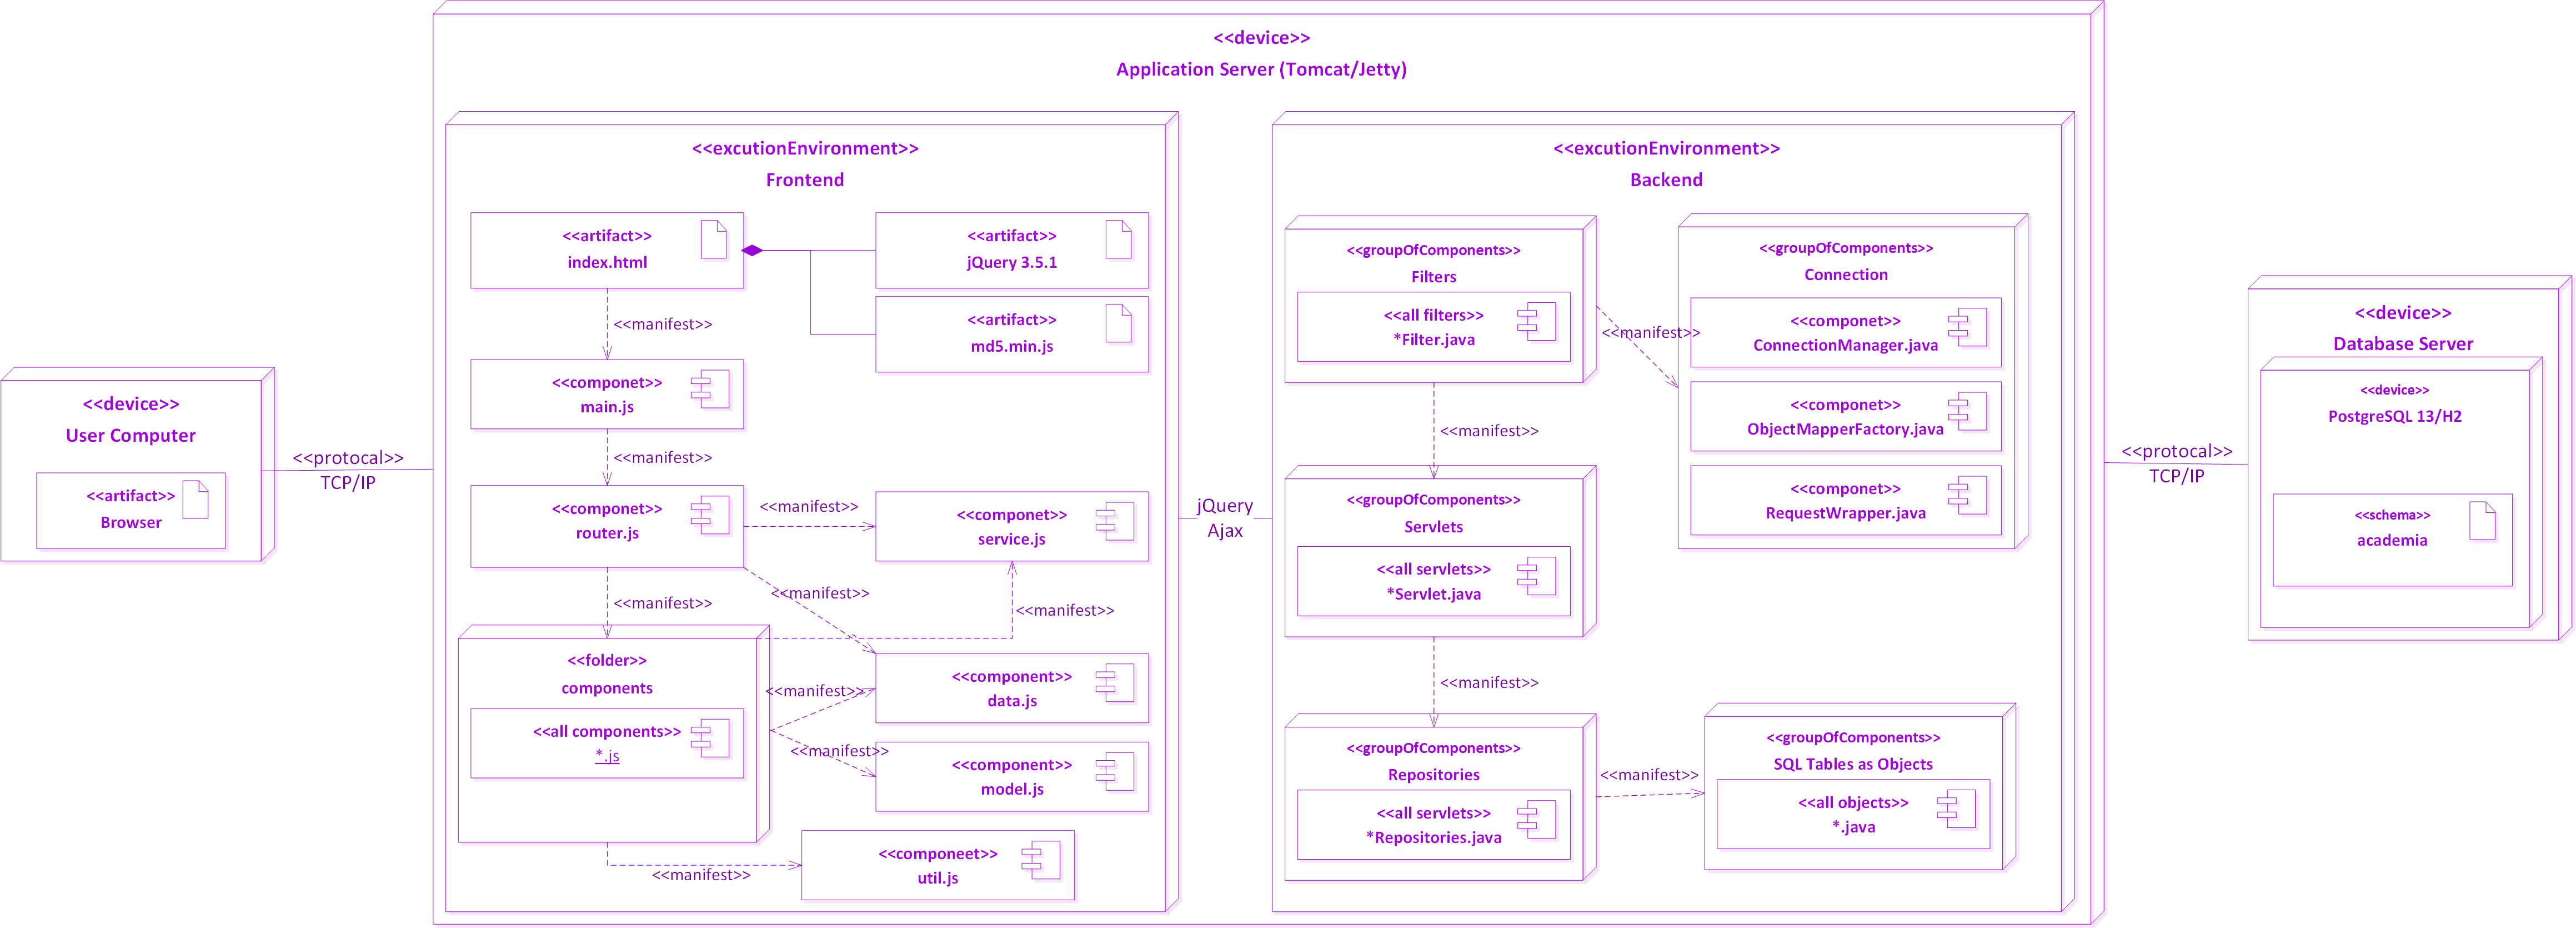 <<device>>
Application Server (Tomcat/Jetty)
<<excutionEnvironment>>
Frontend
<<artifact>>
index.html
<<artifact>>
jQuery 3.5.1
<<artifact>>
md5.min.js
<<manifest>>
<<componet>>
main.js
<<manifest>>
<<componet>>
router.js
<<manifest>>
<<componet>>
service.js
<<manifest>>
<<manifest>>
<<manifest>>
<<folder>>
components
<<all components>>
*.js
<<manifest>>
<<component>>
data.js
<<manifest>>
<<component>>
model.js
<<manifest>>
<<componeet>>
util.js
<<device>>
User Computer
<<artifact>>
Browser
<<protocal>>
TCP/IP
jQuery
Ajax
<<excutionEnvironment>>
Backend
<<groupOfComponents>>
Filters
<<all filters>>
*Filter.java
<<manifest>>
<<groupOfComponents>>
Connection
<<componet>>
ConnectionManager.java
<<componet>>
ObjectMapperFactory.java
<<componet>>
RequestWrapper.java
<<manifest>>
<<groupOfComponents>>
Servlets
<<all servlets>>
*Servlet.java
<<manifest>>
<<groupOfComponents>>
Repositories
<<all servlets>>
*Repositories.java
<<manifest>>
<<groupOfComponents>>
SQL Tables as Objects
<<all objects>>
*.java
<<protocal>>
TCP/IP
<<device>>
Database Server
<<device>>
PostgreSQL 13/H2
<<schema>>
academia